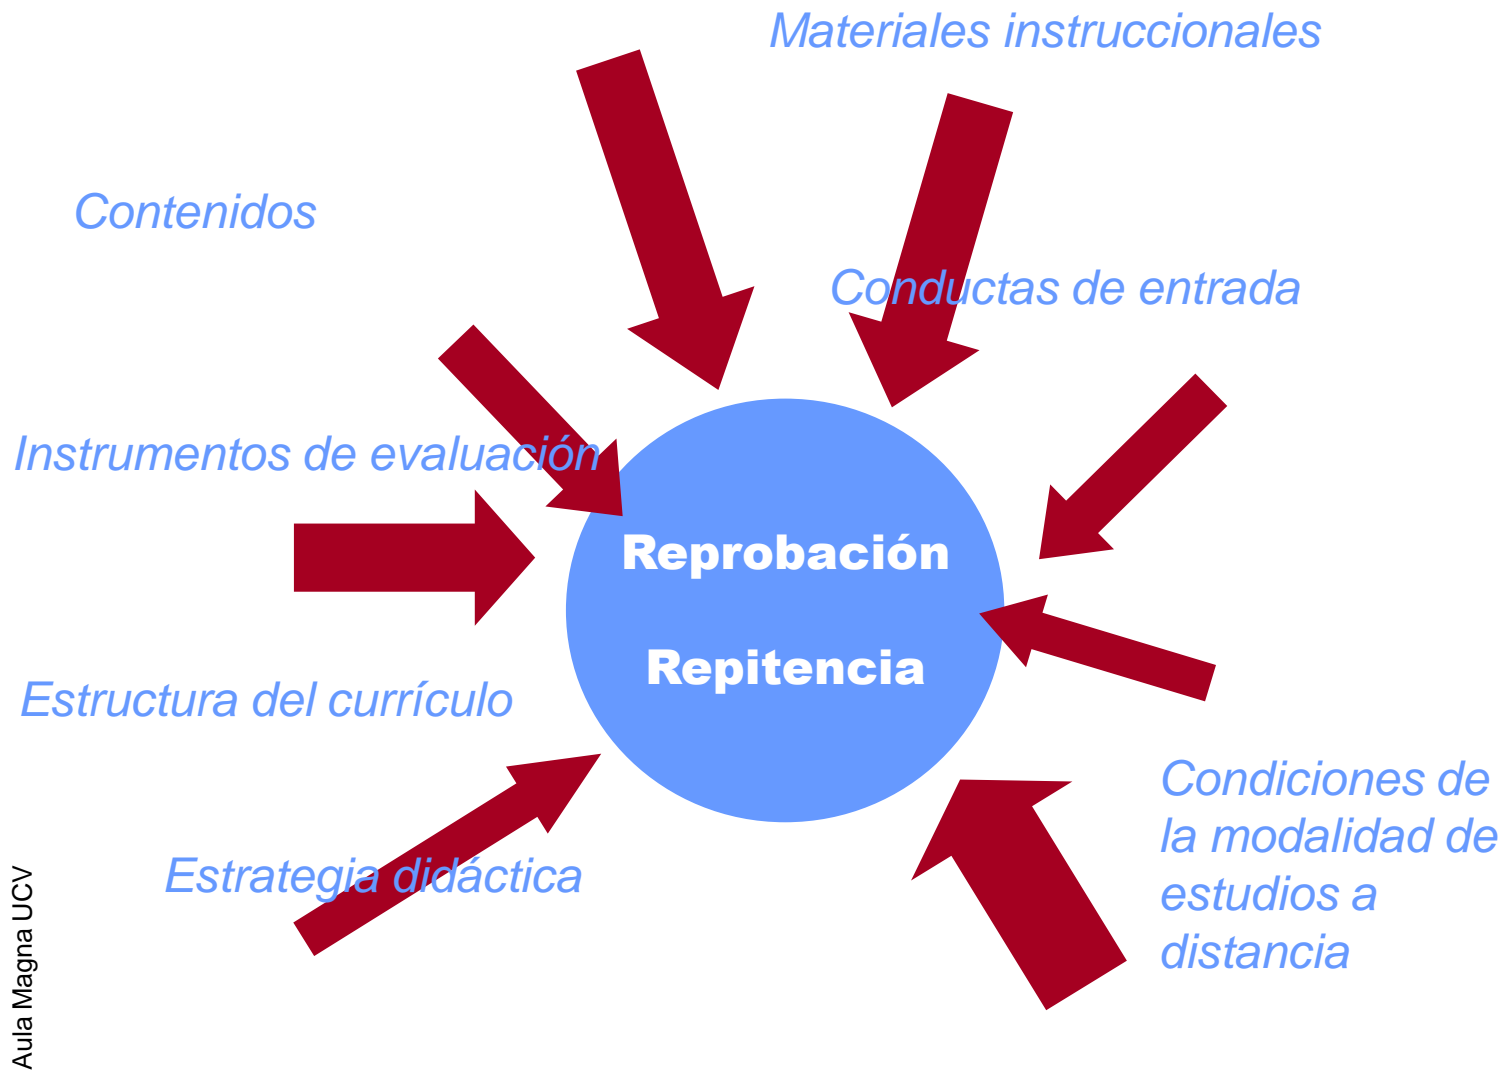 Materiales instruccionales
Contenidos
Conductas de entrada
Instrumentos de evaluación
Reprobación
Repitencia
Estructura del currículo
Condiciones de
la modalidad de
estudios a
distancia
Estrategia didáctica
Aula Magna UCV